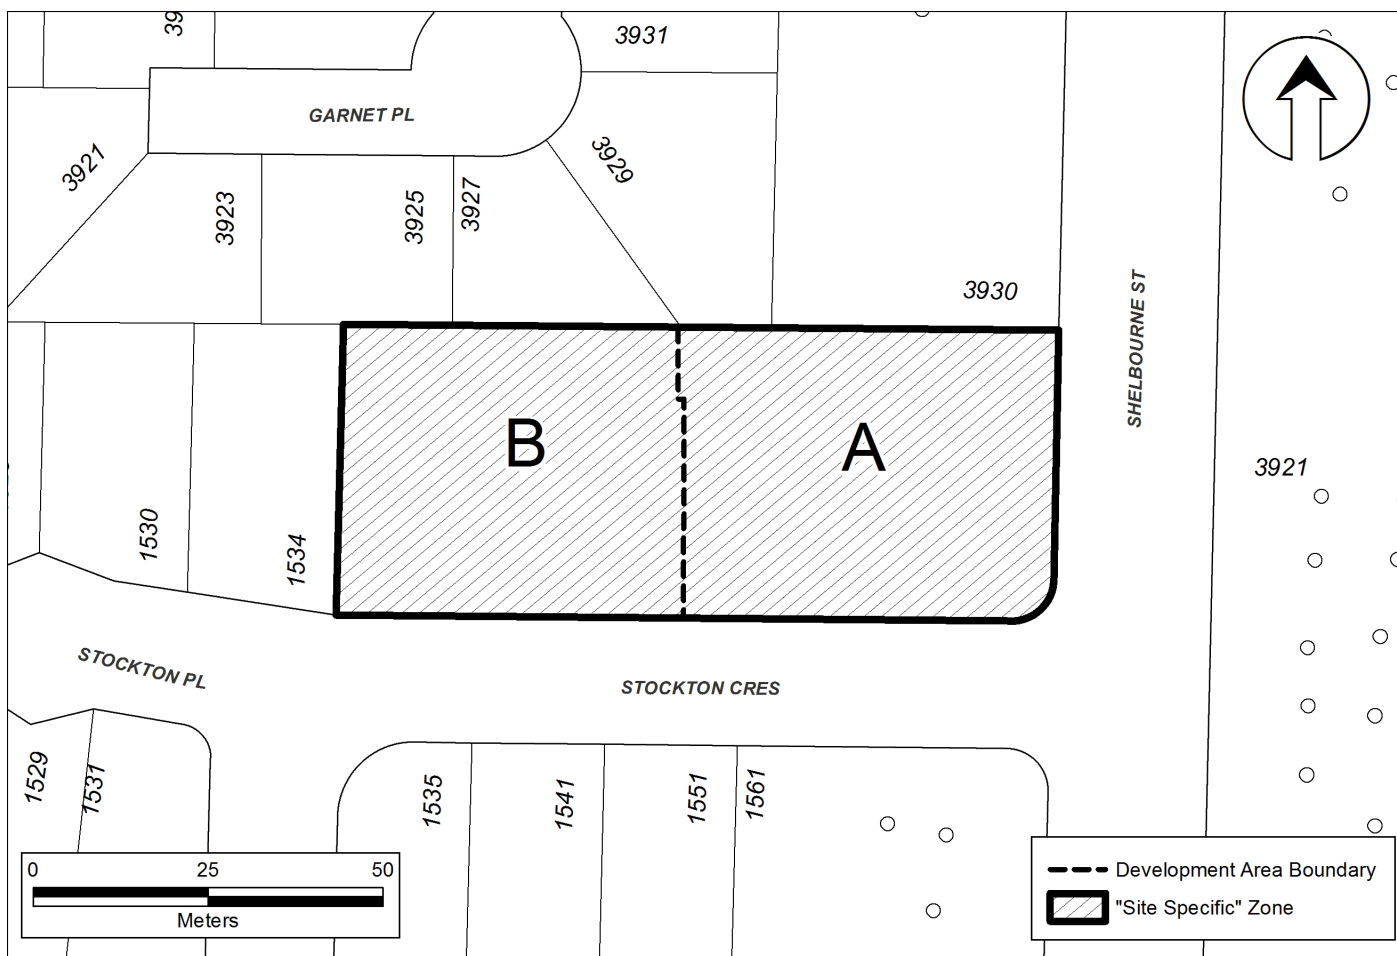 39
3931
GARNET PL
3921
3929
3923
3925
3927
3930
SHELBOURNE ST
B
A
3921
1530
1534
STOCKTON PL
STOCKTON CRES
1529
1531
1535
1541
1551
1561
0 25 50
Meters
Development Area Boundary
"Site Specific" Zone